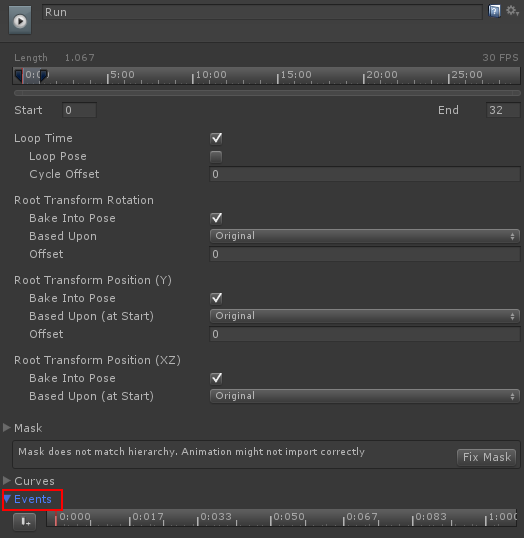 Run
Length 1.067 30 FPS
0:00 5:00 10:00 15:00 20:00 25:00
Start 0 End 32
Loop Time
Loop Pose
Cycle Offset 0
Root Transform Rotation
Bake Into Pose
Based Upon Original
Offset 0
Root Transform Position (Y)
Bake Into Pose
Based Upon (at Start) Original
Offset 0
Root Transform Position (XZ)
Bake Into Pose
Based Upon (at Start) Original
Mask
Mask does not match hierarchy. Animation might not import correctly
Fix Mask
Curves
Events
0:000 0:017 0:033 0:050 0:067 0:083 1:000